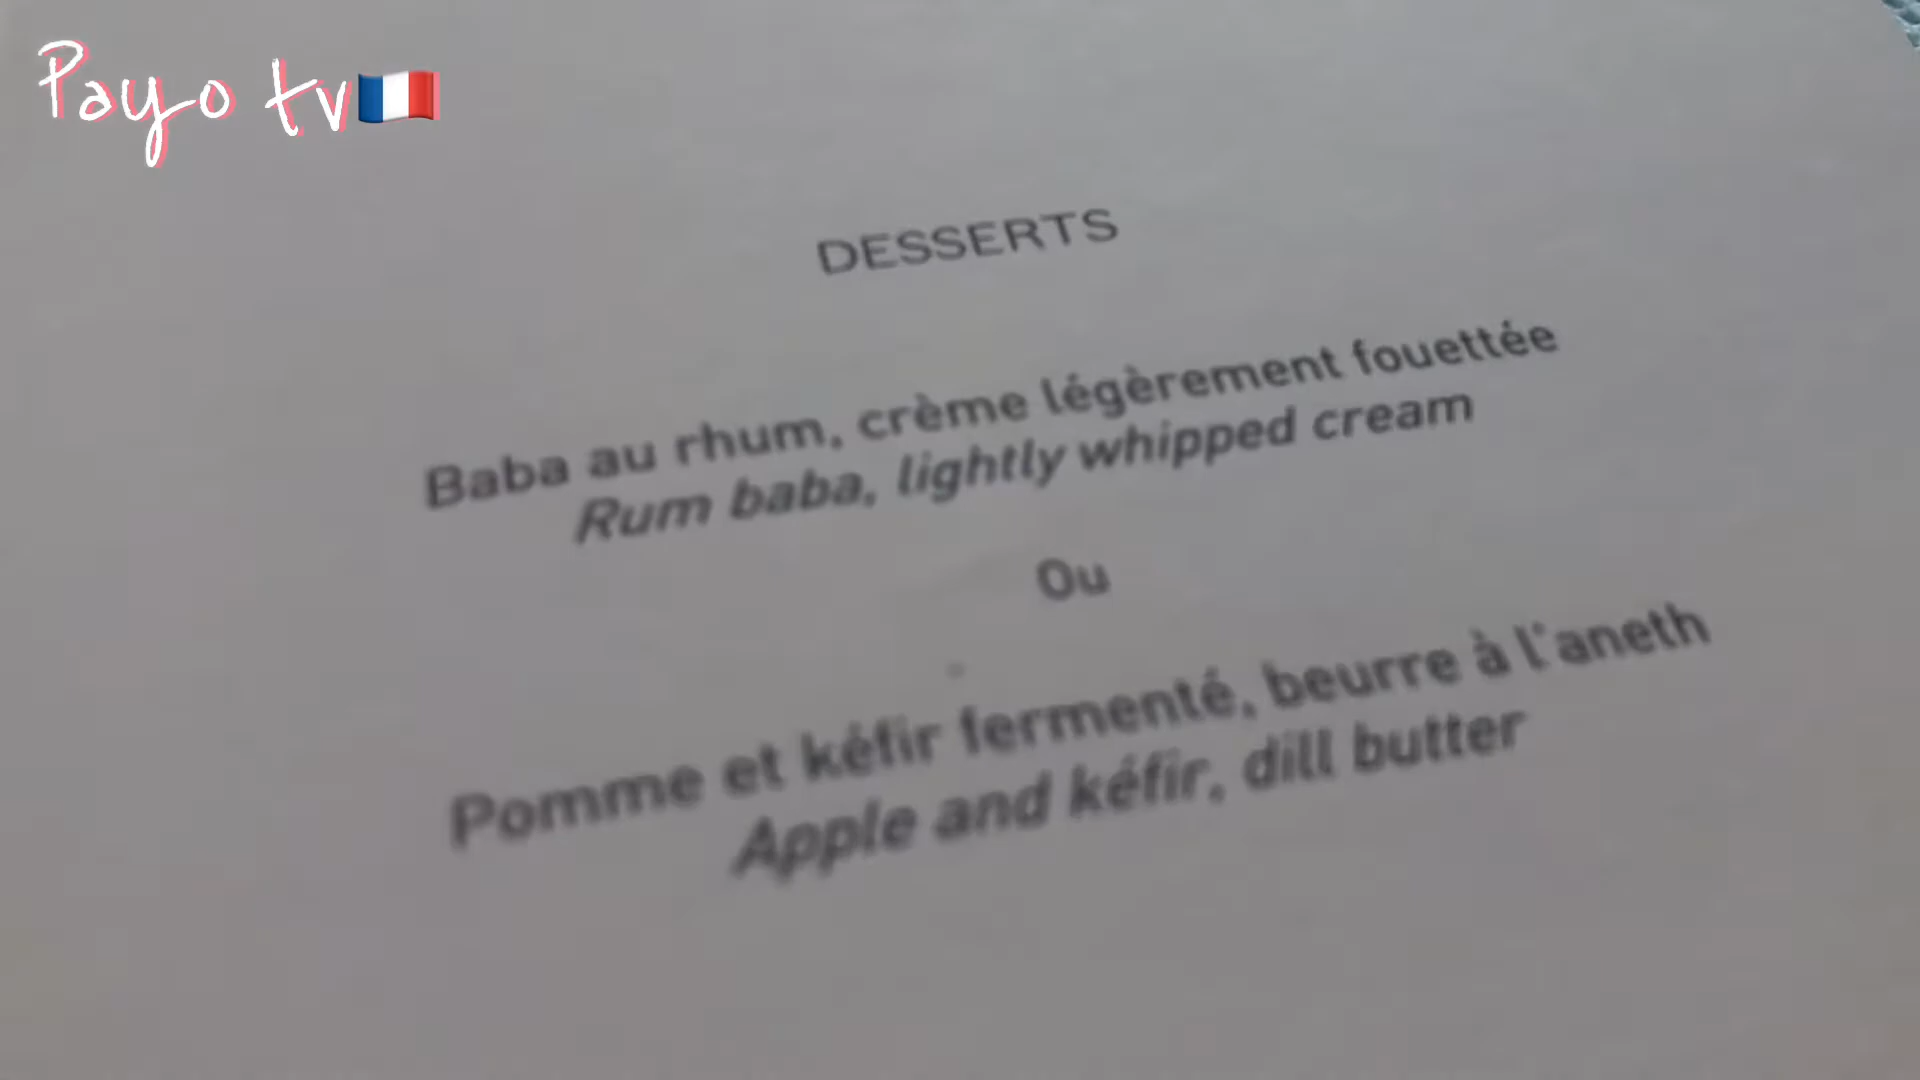 Payo tv
DESSERTS
Baba au rhum, crème légèrement fouettée
Rum baba, lightly whipped cream
Ou
Pomme et kéfir fermenté, beurre à l'aneth
Apple and kéfir, dill butter